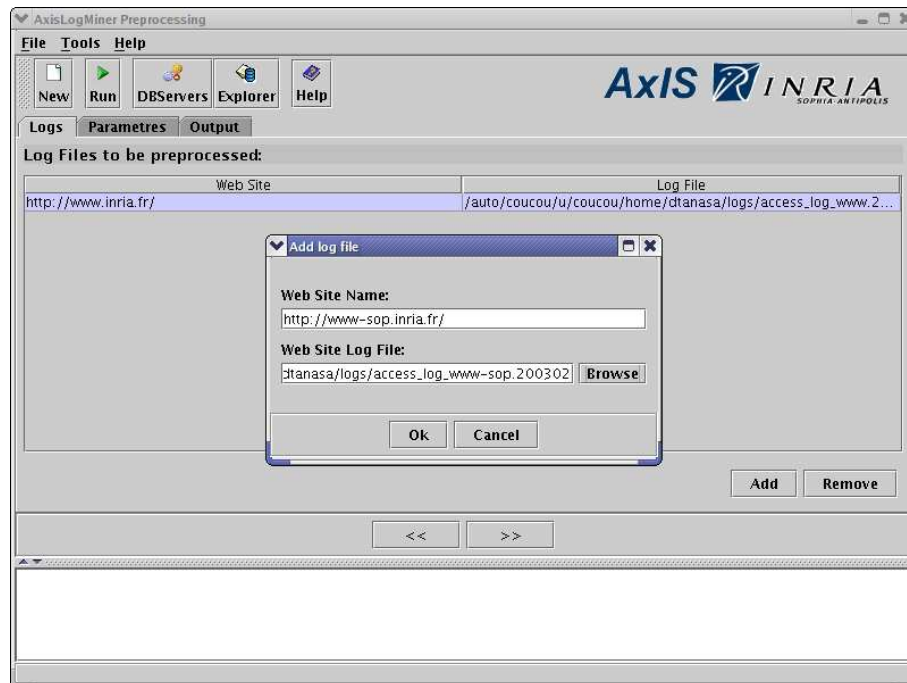 AxisLogMiner Preprocessing
File Tools Help
New Run DBServers Explorer Help
AxIS INRIA
SOPHIA ANTIPOLIS
Logs Parametres Output
Log Files to be preprocessed:
Web Site Log File
http://www.inria.fr/ /auto/coucou/u/coucou/home/dtanasa/logs/access_log_www.2...
Add log file
Web Site Name:
http://www-sop.inria.fr/
Web Site Log File:
dtanasa/logs/access_log_www-sop.200302 Browse
Ok Cancel
Add Remove
<< >>